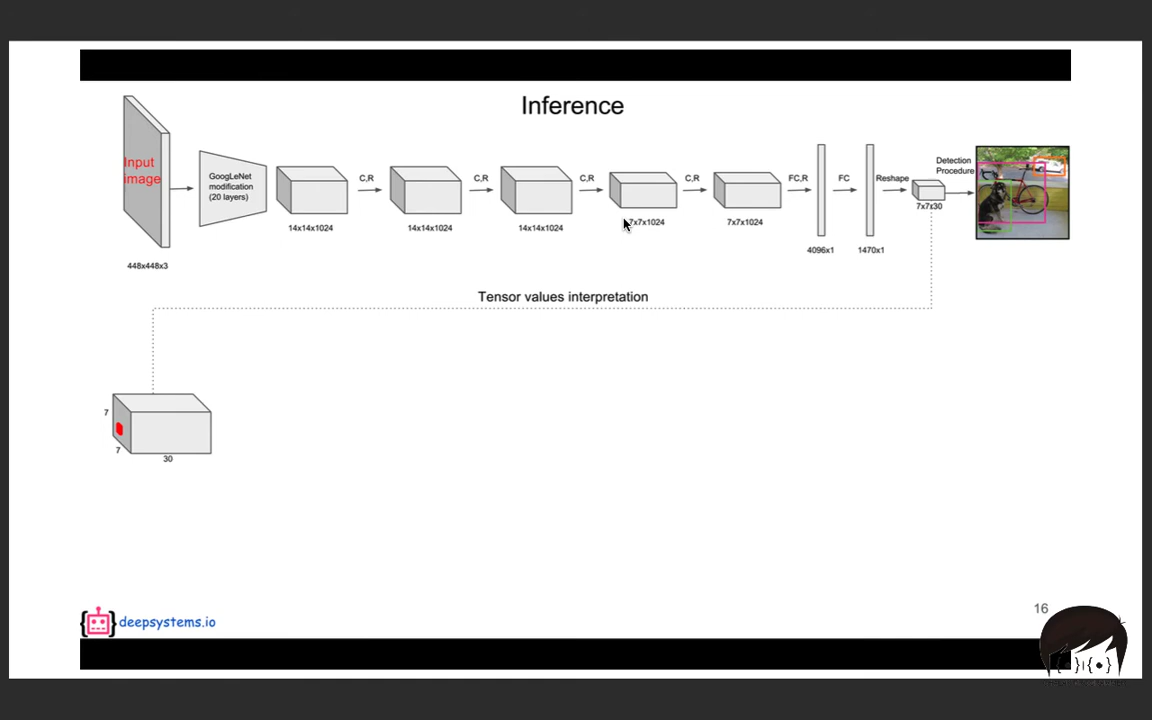 Inference
Input
image
GoogLeNet
modification
(20 layers)
C,R
C,R
C,R
C,R
FC,R
FC
Reshape
Detection
Procedure
448x448x3
14x14x1024
14x14x1024
14x14x1024
7x7x1024
7x7x1024
4096x1
1470x1
7x7x30
Tensor values interpretation
7
7
30
deepsystems.io
16